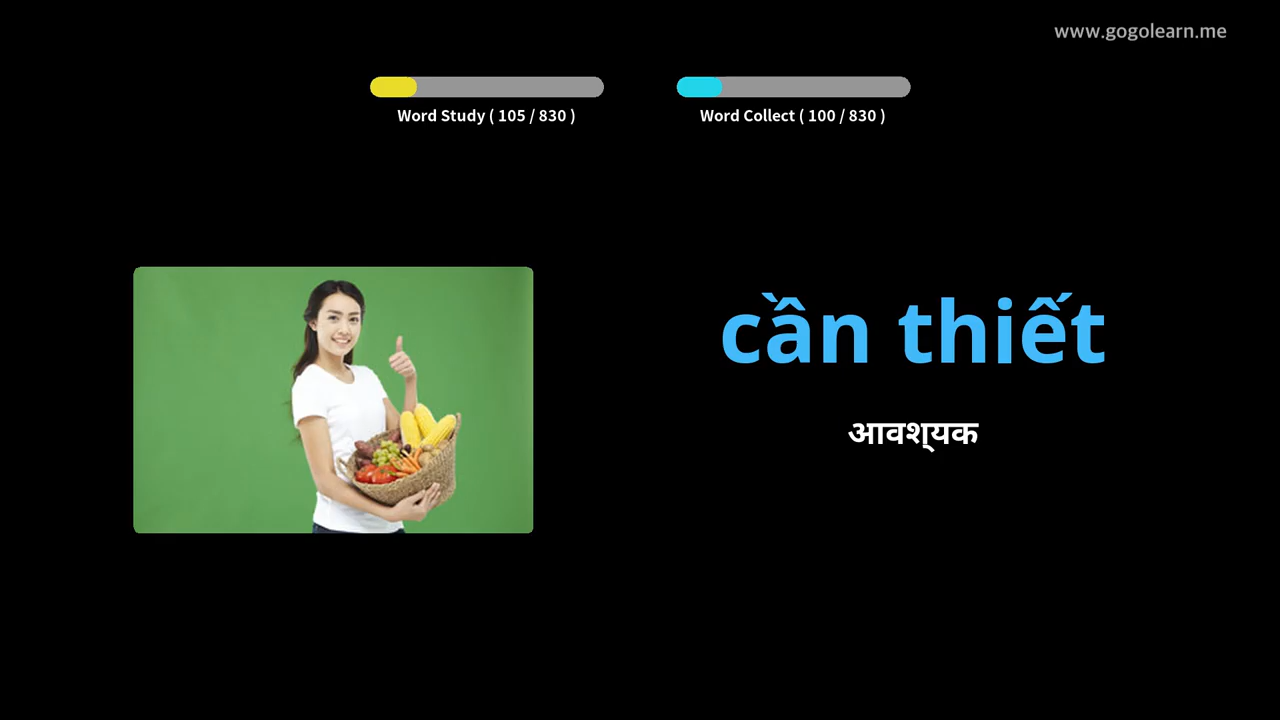 www.gogolearn.me
Word Study ( 105 / 830 )
Word Collect ( 100 / 830 )
cần thiết
आवश्यक